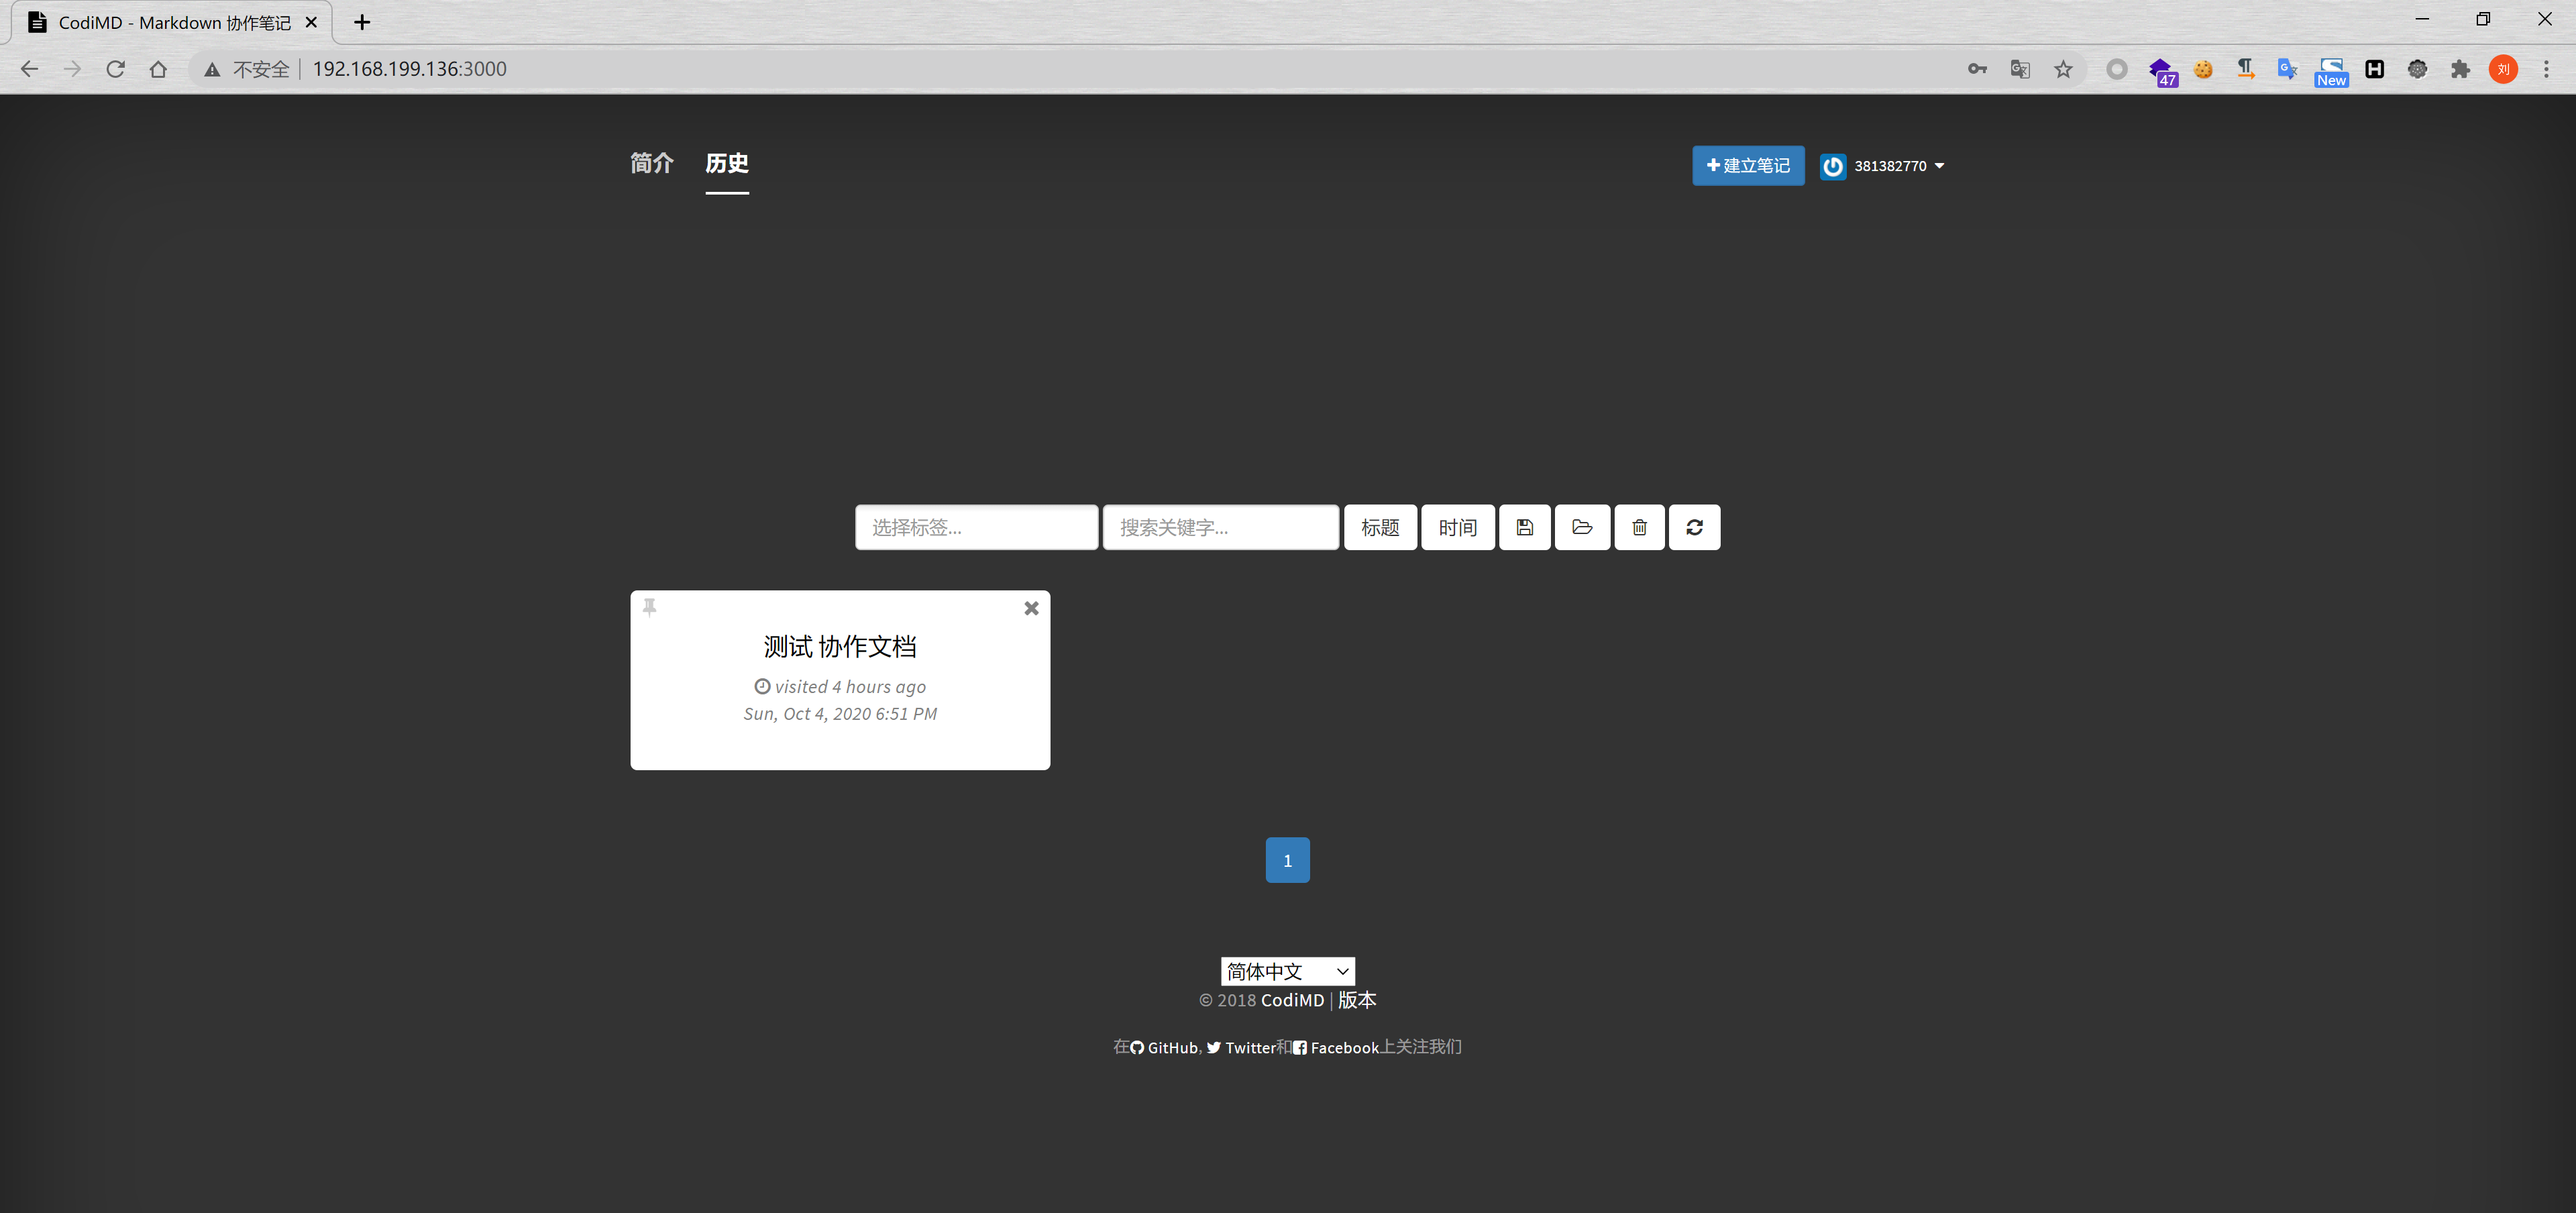 CodiMD - Markdown 协作笔记
不安全 | 192.168.199.136:3000
47
New
刘
简介 历史
建立笔记 381382770
选择标签... 搜索关键字... 标题 时间
测试 协作文档
visited 4 hours ago
Sun, Oct 4, 2020 6:51 PM
1
简体中文
© 2018 CodiMD | 版本
在 GitHub, Twitter和 Facebook上关注我们